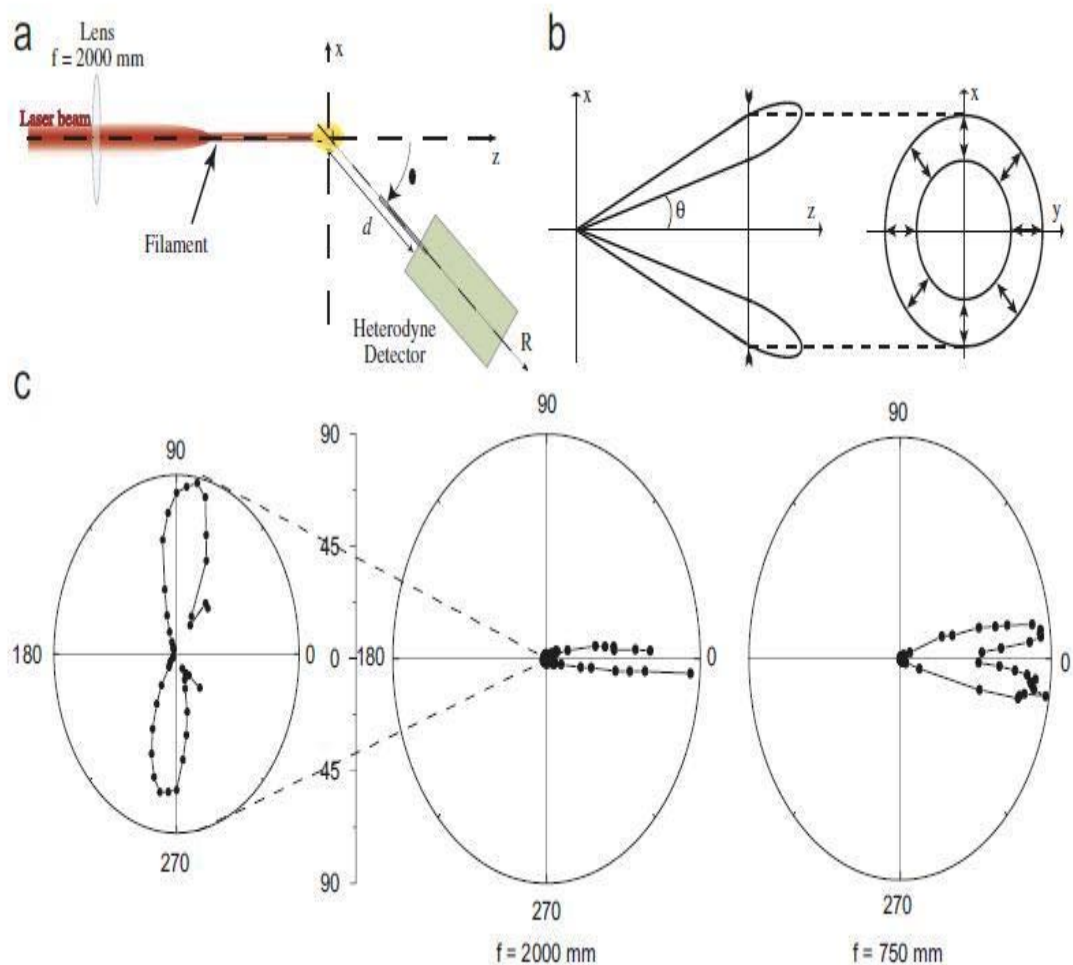 a
Lens
f = 2000 mm
Laser beam
x
z
Filament
d
Heterodyne
Detector
R
b
x
θ
z
x
y
c
90
180
0
270
90
45
0
45
90
90
180
0
270
f = 2000 mm
90
0
270
f = 750 mm